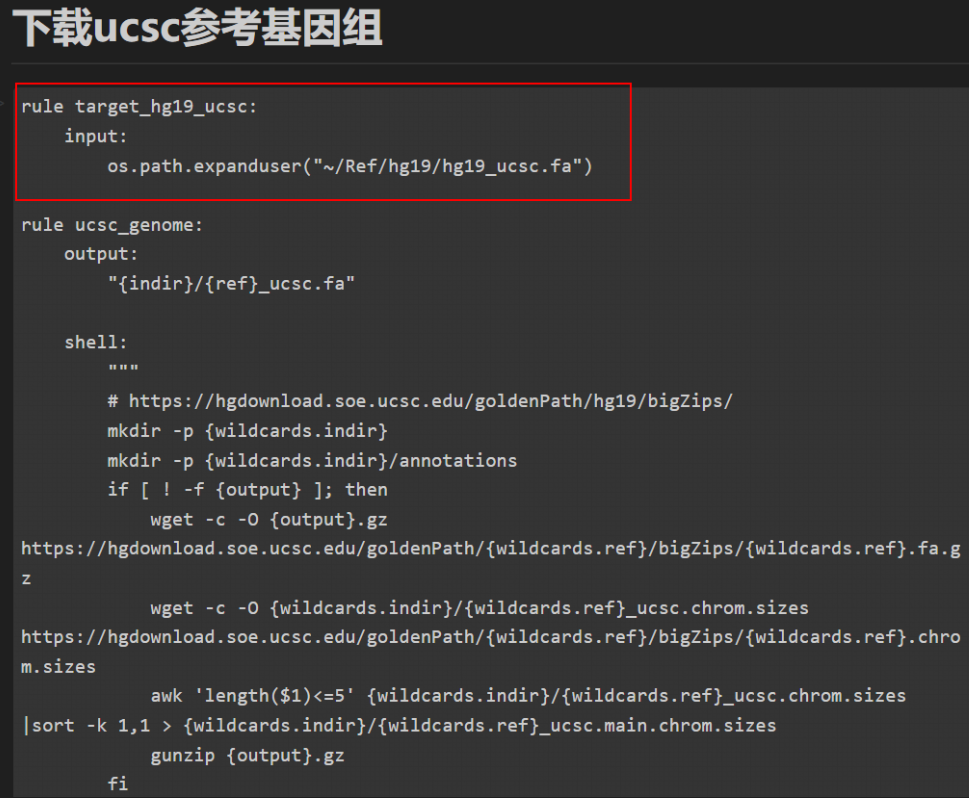 下载ucsc参考基因组
rule target_hg19_ucsc:
    input:
        os.path.expanduser("~/Ref/hg19/hg19_ucsc.fa")
rule ucsc_genome:
    output:
        "{indir}/{ref}_ucsc.fa"
    shell:
        """
        # https://hgdownload.soe.ucsc.edu/goldenPath/hg19/bigZips/
        mkdir -p {wildcards.indir}
        mkdir -p {wildcards.indir}/annotations
        if [ ! -f {output} ]; then
            wget -c -O {output}.gz
https://hgdownload.soe.ucsc.edu/goldenPath/{wildcards.ref}/bigZips/{wildcards.ref}.fa.g
z
            wget -c -O {wildcards.indir}/{wildcards.ref}_ucsc.chrom.sizes
https://hgdownload.soe.ucsc.edu/goldenPath/{wildcards.ref}/bigZips/{wildcards.ref}.chro
m.sizes
            awk 'length($1)<=5' {wildcards.indir}/{wildcards.ref}_ucsc.chrom.sizes
|sort -k 1,1 > {wildcards.indir}/{wildcards.ref}_ucsc.main.chrom.sizes
            gunzip {output}.gz
        fi